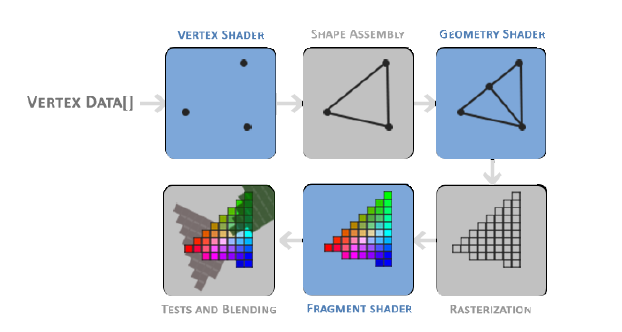 Vertex Shader
Shape Assembly
Geometry Shader
Vertex Data[]
Tests and Blending
Fragment Shader
Rasterization